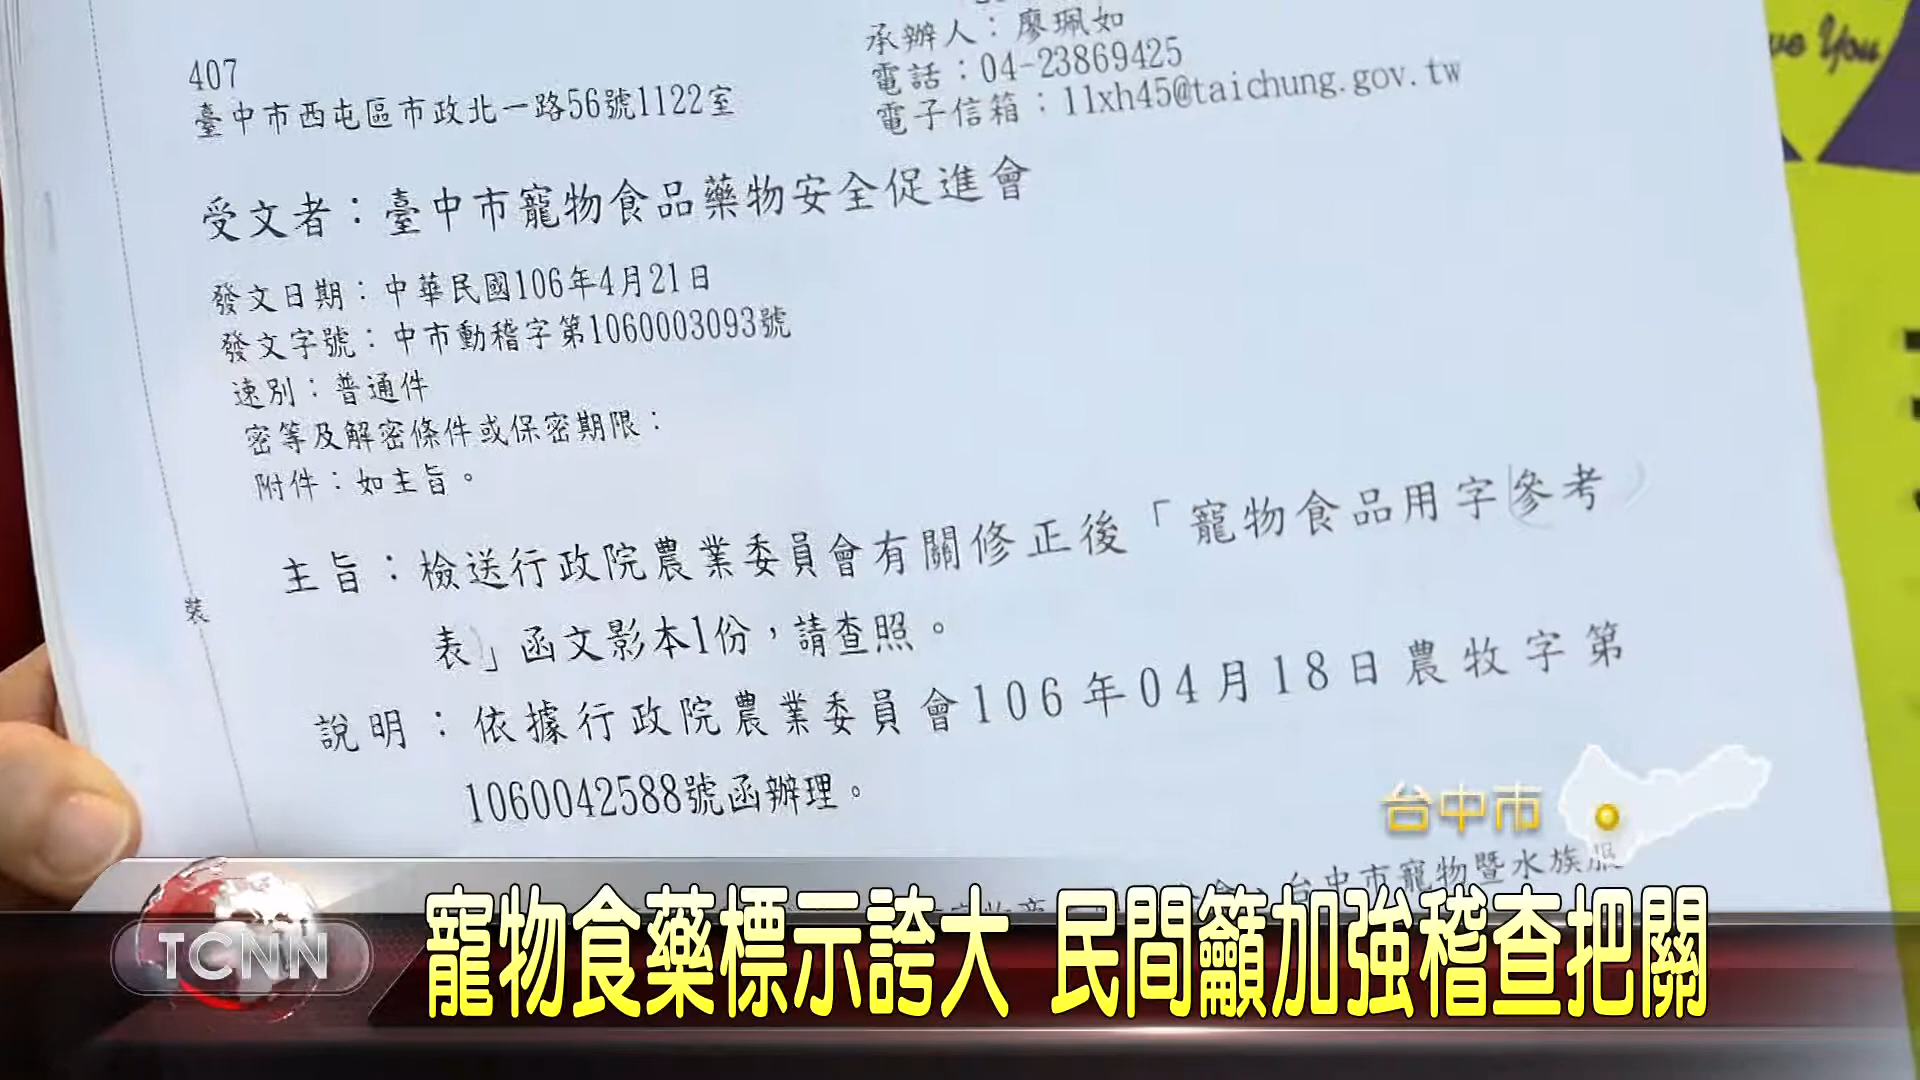 承辦人：廖珮如
電話：04-23869425
電子信箱：11xh45@taichung.gov.tw
407
臺中市西屯區市政北一路56號1122室
受文者：臺中市寵物食品藥物安全促進會
發文日期：中華民國106年4月21日
發文字號：中市動稽字第1060003093號
速別：普通件
密等及解密條件或保密期限：
附件：如主旨。
主旨：檢送行政院農業委員會有關修正後「寵物食品用字參考
表」函文影本1份，請查照。
說明：依據行政院農業委員會106年04月18日農牧字第
1060042588號函辦理。
裝
You
台中市
台中市寵物暨水族服
TCNN
寵物食藥標示誇大 民間籲加強稽查把關